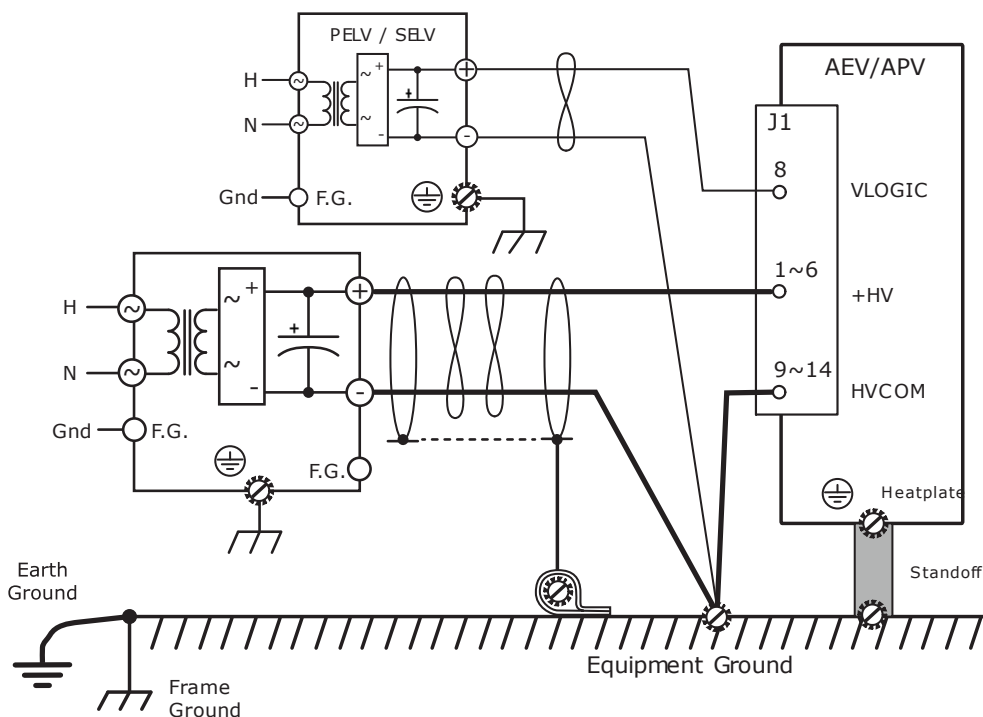 PELV / SELV
H
~
N
~
~
+
~
-
+
+
-
Gnd
F.G.
AEV/APV
J1
8
VLOGIC
1~6
+HV
9~14
HVCOM
H
~
N
~
~
+
~
-
+
+
-
Gnd
F.G.
F.G.
Heatplate
Standoff
Earth
Ground
Equipment Ground
Frame
Ground